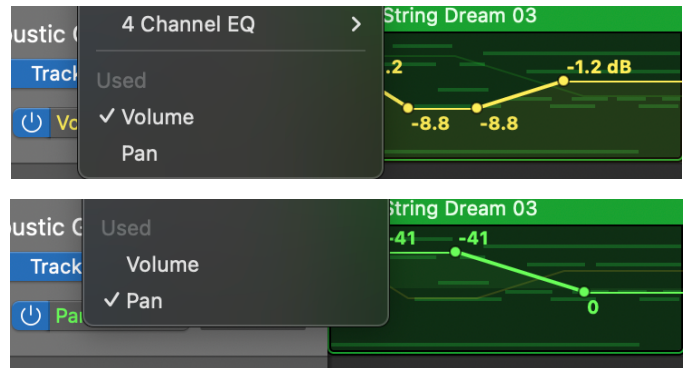 4 Channel EQ >
String Dream 03
Track
Used
✓ Volume
Pan
.2
-8.8
-8.8
-1.2 dB
String Dream 03
Used
Track
Volume
✓ Pan
-41
-41
0